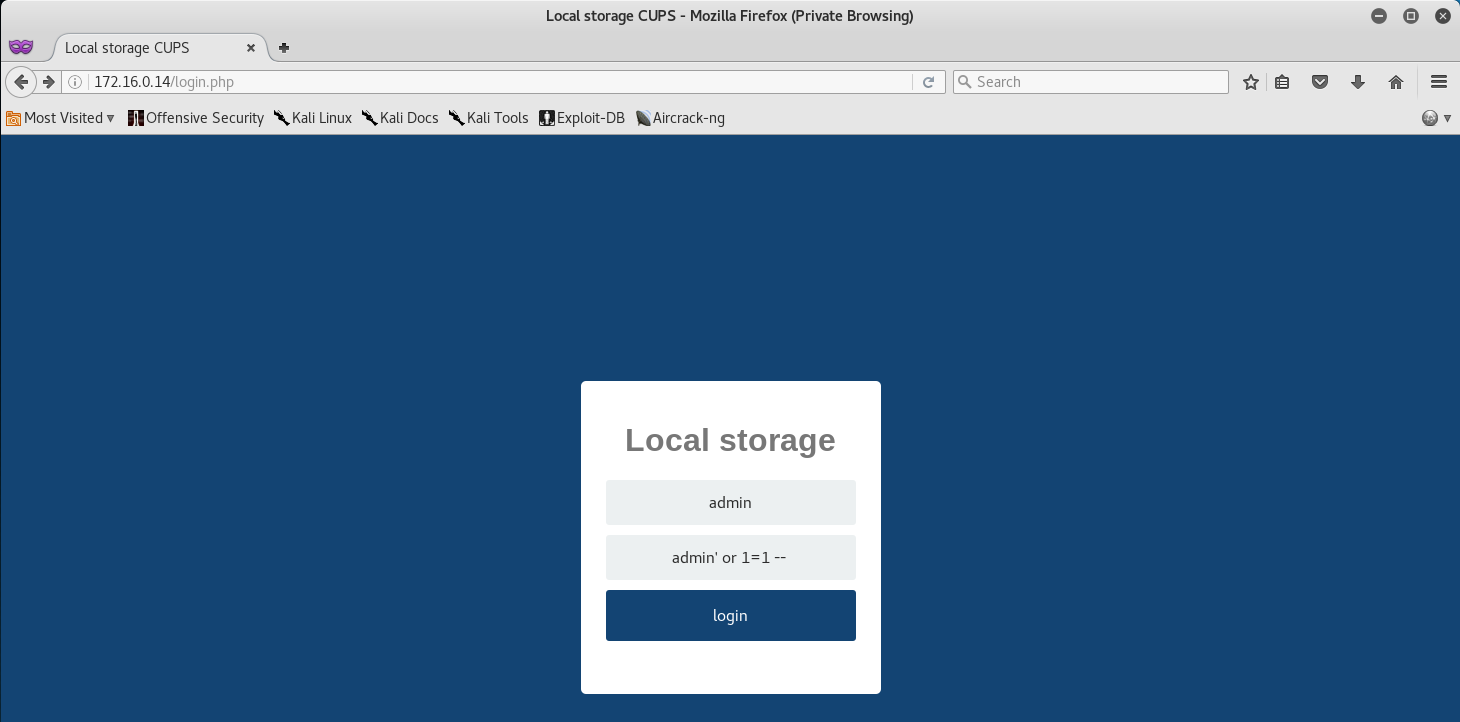 Local storage CUPS - Mozilla Firefox (Private Browsing)
Local storage CUPS
172.16.0.14/login.php
Search
Most Visited Offensive Security Kali Linux Kali Docs Kali Tools Exploit-DB Aircrack-ng
Local storage
admin
admin' or 1=1 --
login